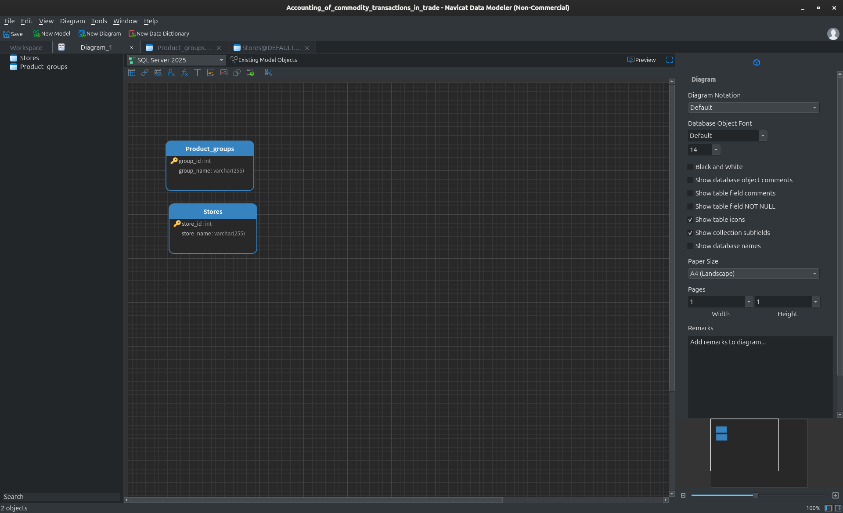 Accounting_of_commodity_transactions_in_trade - Navicat Data Modeler (Non-Commercial)
File Edit View Diagram Tools Window Help
Save New Model New Diagram New Data Dictionary
Workspace Diagram_1 Product_groups... Stores@DEFAULT...
Stores
Product_groups
SQL Server 2025 Existing Model Objects Preview
Product_groups
group_id: int
group_name: varchar(255)
Stores
store_id: int
store_name: varchar(255)
Diagram
Diagram Notation
Default
Database Object Font
Default
14
Black and White
Show database object comments
Show table field comments
Show table field NOT NULL
Show table icons
Show collection subfields
Show database names
Paper Size
A4 (Landscape)
Pages
1 1
Width Height
Remarks
Add remarks to diagram...
Search
2 objects
100%